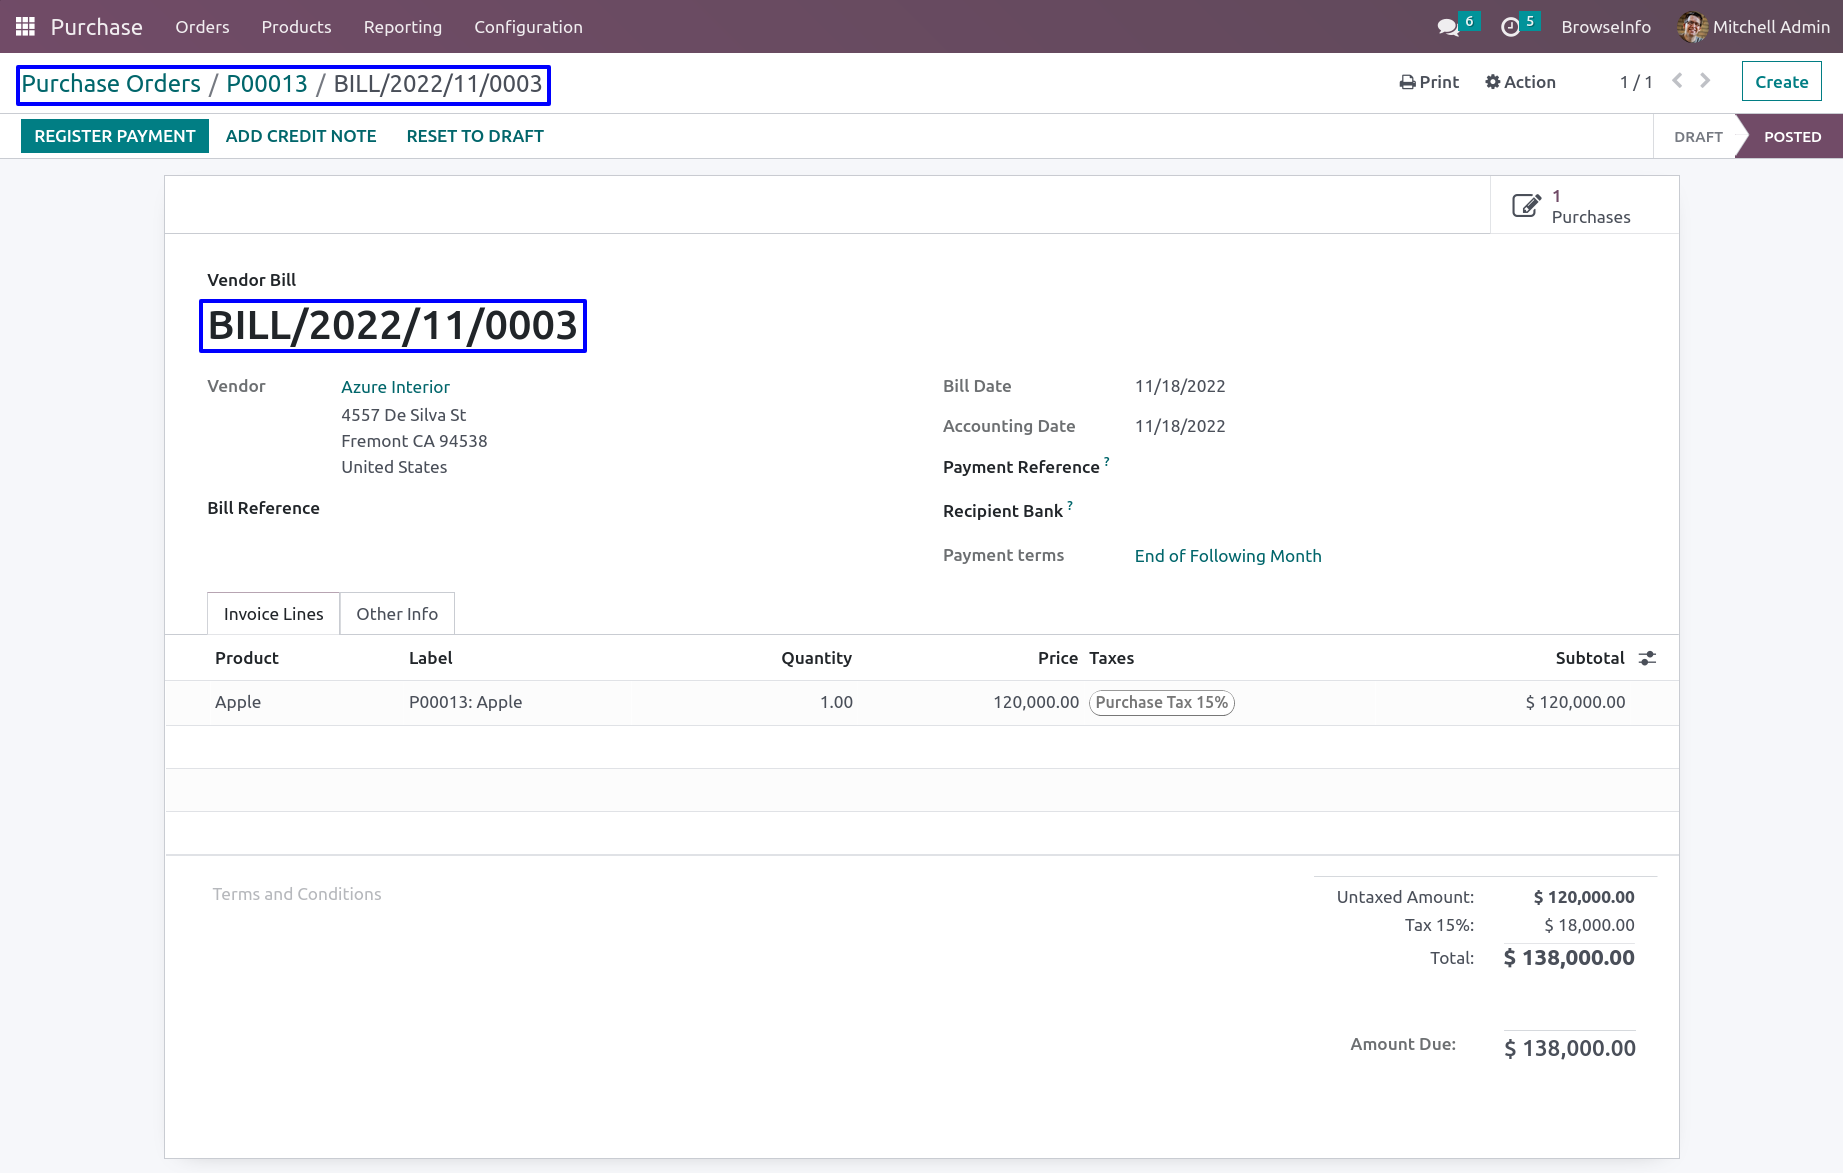 Purchase Orders Products Reporting Configuration 6 5 BrowseInfo Mitchell Admin
Purchase Orders / P00013 / BILL/2022/11/0003 Print Action 1 / 1 Create
REGISTER PAYMENT ADD CREDIT NOTE RESET TO DRAFT DRAFT POSTED
1
Purchases
Vendor Bill
BILL/2022/11/0003
Vendor Azure Interior Bill Date 11/18/2022
4557 De Silva St
Fremont CA 94538 Accounting Date 11/18/2022
United States Payment Reference ?
Bill Reference Recipient Bank ?
Payment terms End of Following Month
Invoice Lines Other Info
Product Label Quantity Price Taxes Subtotal
Apple P00013: Apple 1.00 120,000.00 Purchase Tax 15% $ 120,000.00
Terms and Conditions Untaxed Amount: $ 120,000.00
Tax 15%: $ 18,000.00
Total: $ 138,000.00
Amount Due: $ 138,000.00